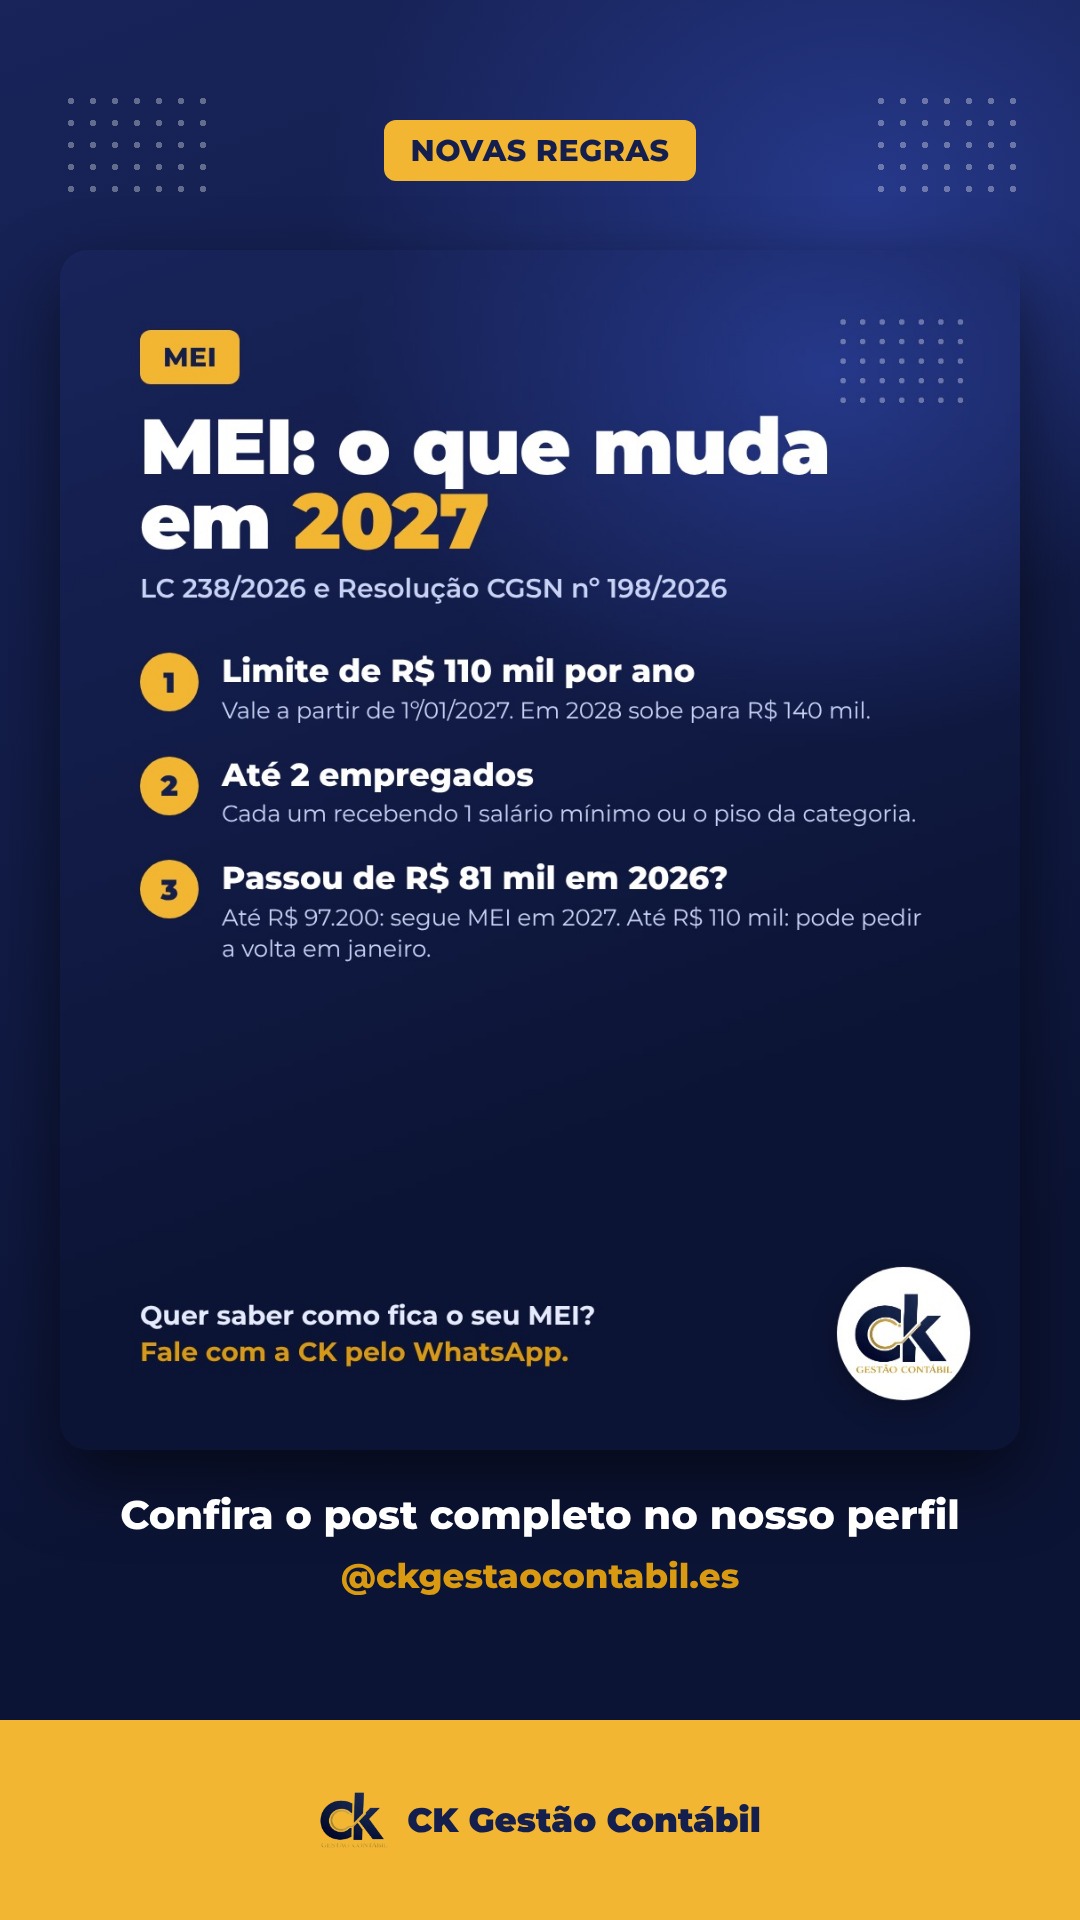 NOVAS REGRAS
MEI
MEI: o que muda
em 2027
LC 238/2026 e Resolução CGSN nº 198/2026
1
Limite de R$ 110 mil por ano
Vale a partir de 1º/01/2027. Em 2028 sobe para R$ 140 mil.
2
Até 2 empregados
Cada um recebendo 1 salário mínimo ou o piso da categoria.
3
Passou de R$ 81 mil em 2026?
Até R$ 97.200: segue MEI em 2027. Até R$ 110 mil: pode pedir
a volta em janeiro.
Quer saber como fica o seu MEI?
Fale com a CK pelo WhatsApp.
ck
GESTÃO CONTÁBIL
Confira o post completo no nosso perfil
@ckgestaocontabil.es
ck
GESTÃO CONTÁBIL
CK Gestão Contábil